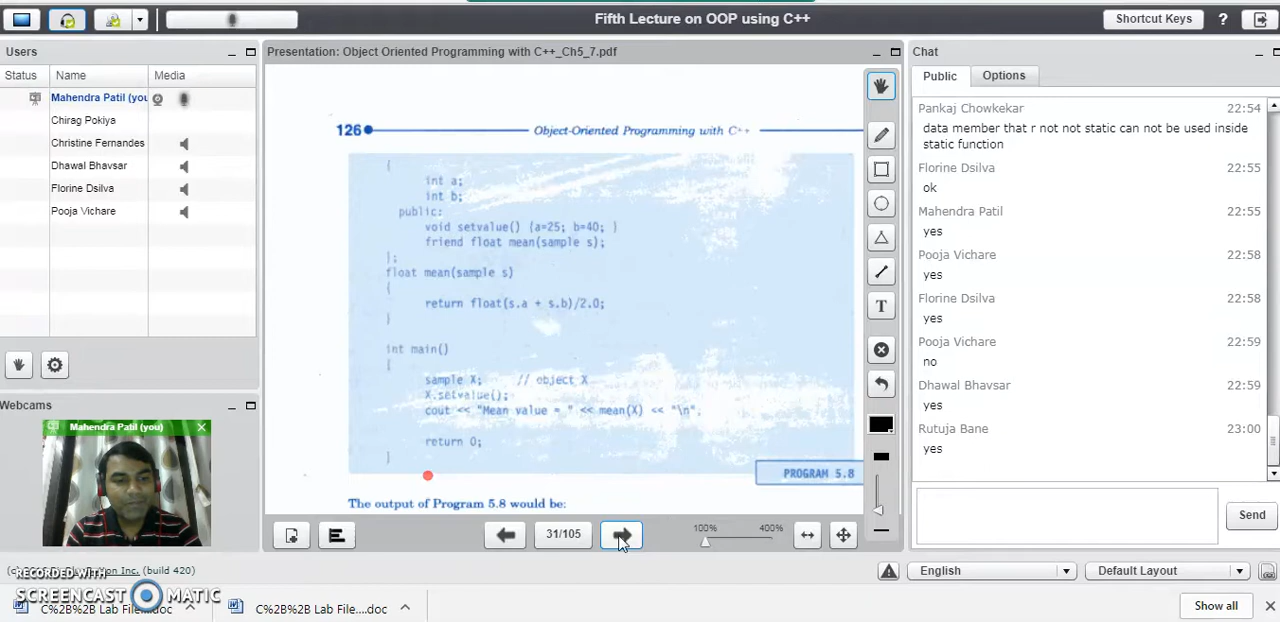 Fifth Lecture on OOP using C++
Shortcut Keys
?
Users
Status Name Media
Mahendra Patil (you
Chirag Pokiya
Christine Fernandes
Dhawal Bhavsar
Florine Dsilva
Pooja Vichare
Webcams
Mahendra Patil (you)
Presentation: Object Oriented Programming with C++_Ch5_7.pdf
126 Object-Oriented Programming with C++
{
int a;
int b;
public:
void setvalue() {a=25; b=40; }
friend float mean(sample s);
};
float mean(sample s)
{
return float(s.a + s.b)/2.0;
}
int main()
{
sample X; // object X
X.setvalue();
cout << "Mean value = " << mean(X) << "\n";
return 0;
}
PROGRAM 5.8
The output of Program 5.8 would be:
T
31/105
100% 400%
Chat
Public Options
Pankaj Chowkekar 22:54
data member that r not not static can not be used inside
static function
Florine Dsilva 22:55
ok
Mahendra Patil 22:55
yes
Pooja Vichare 22:58
yes
Florine Dsilva 22:58
yes
Pooja Vichare 22:59
no
Dhawal Bhavsar 22:59
yes
Rutuja Bane 23:00
yes
Send
Inc. (build 420)
English
Default Layout
RECORDED WITH
SCREENCAST MATIC
C%2B%2B Lab File....doc
C%2B%2B Lab File....doc
Show all